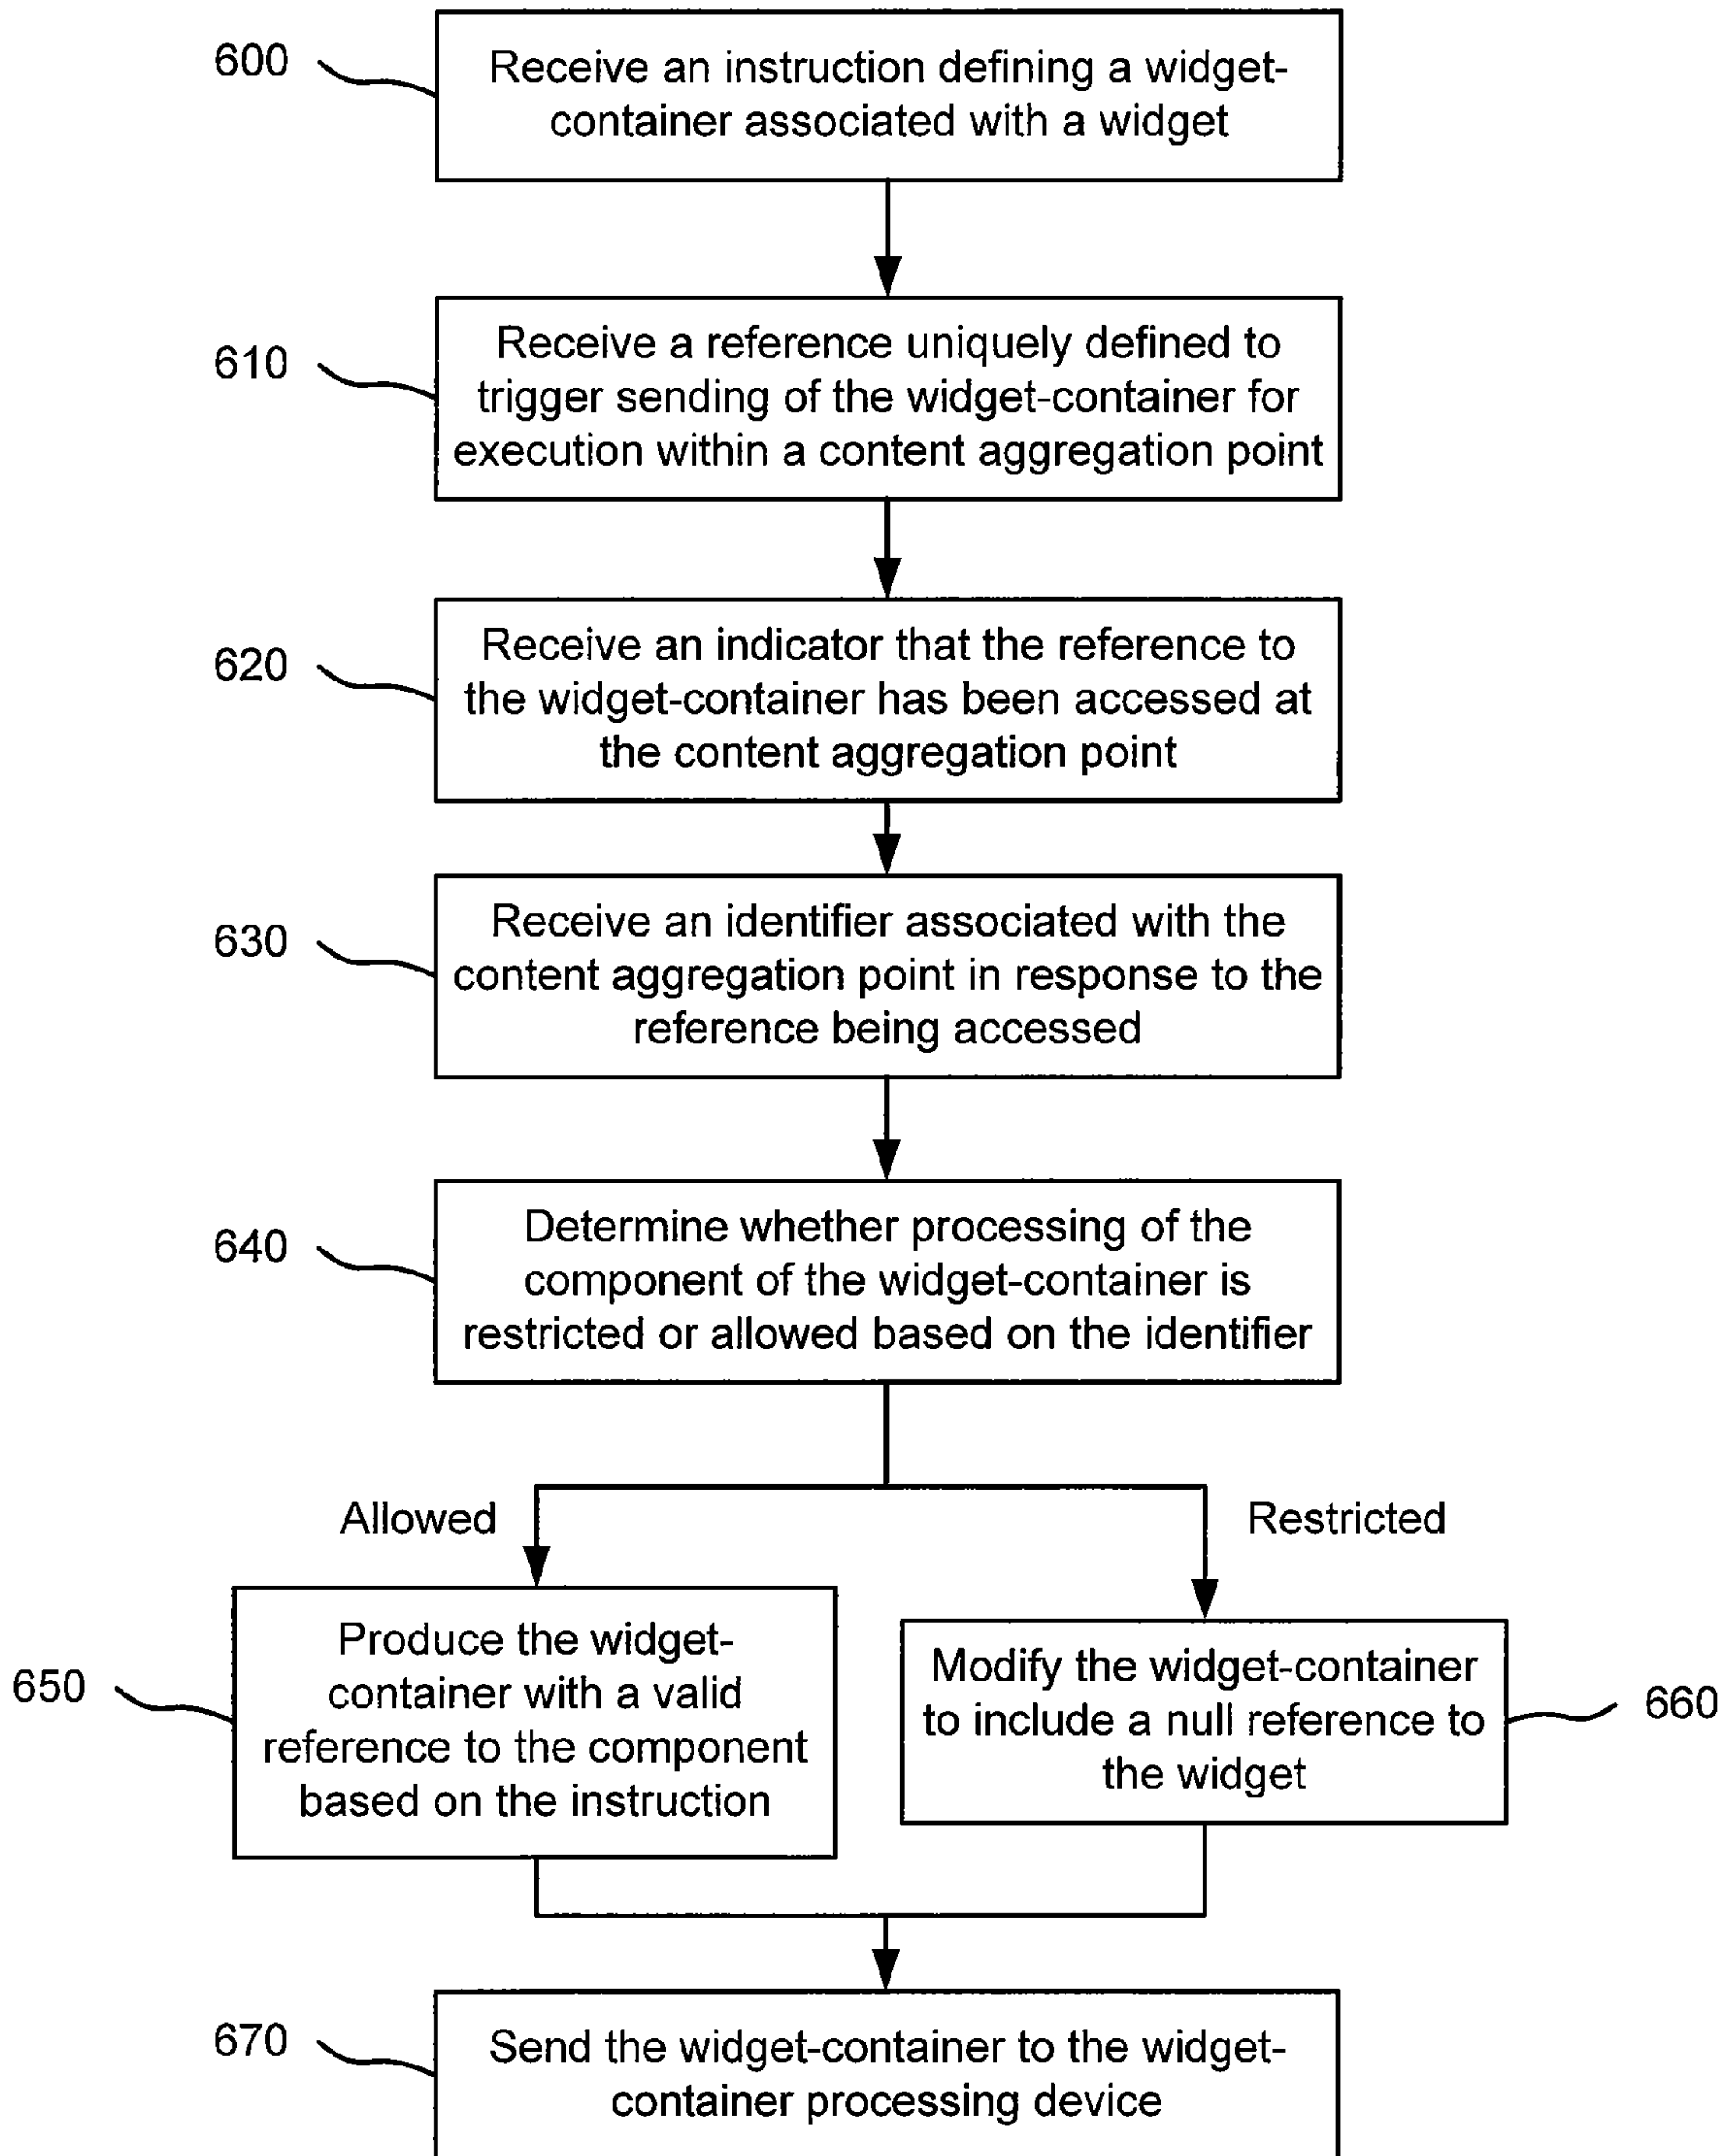 600
Receive an instruction defining a widget-
container associated with a widget
610
Receive a reference uniquely defined to
trigger sending of the widget-container for
execution within a content aggregation point
620
Receive an indicator that the reference to
the widget-container has been accessed at
the content aggregation point
630
Receive an identifier associated with the
content aggregation point in response to the
reference being accessed
640
Determine whether processing of the
component of the widget-container is
restricted or allowed based on the identifier
Allowed
Restricted
650
Produce the widget-
container with a valid
reference to the component
based on the instruction
Modify the widget-container
to include a null reference to
the widget
660
670
Send the widget-container to the widget-
container processing device